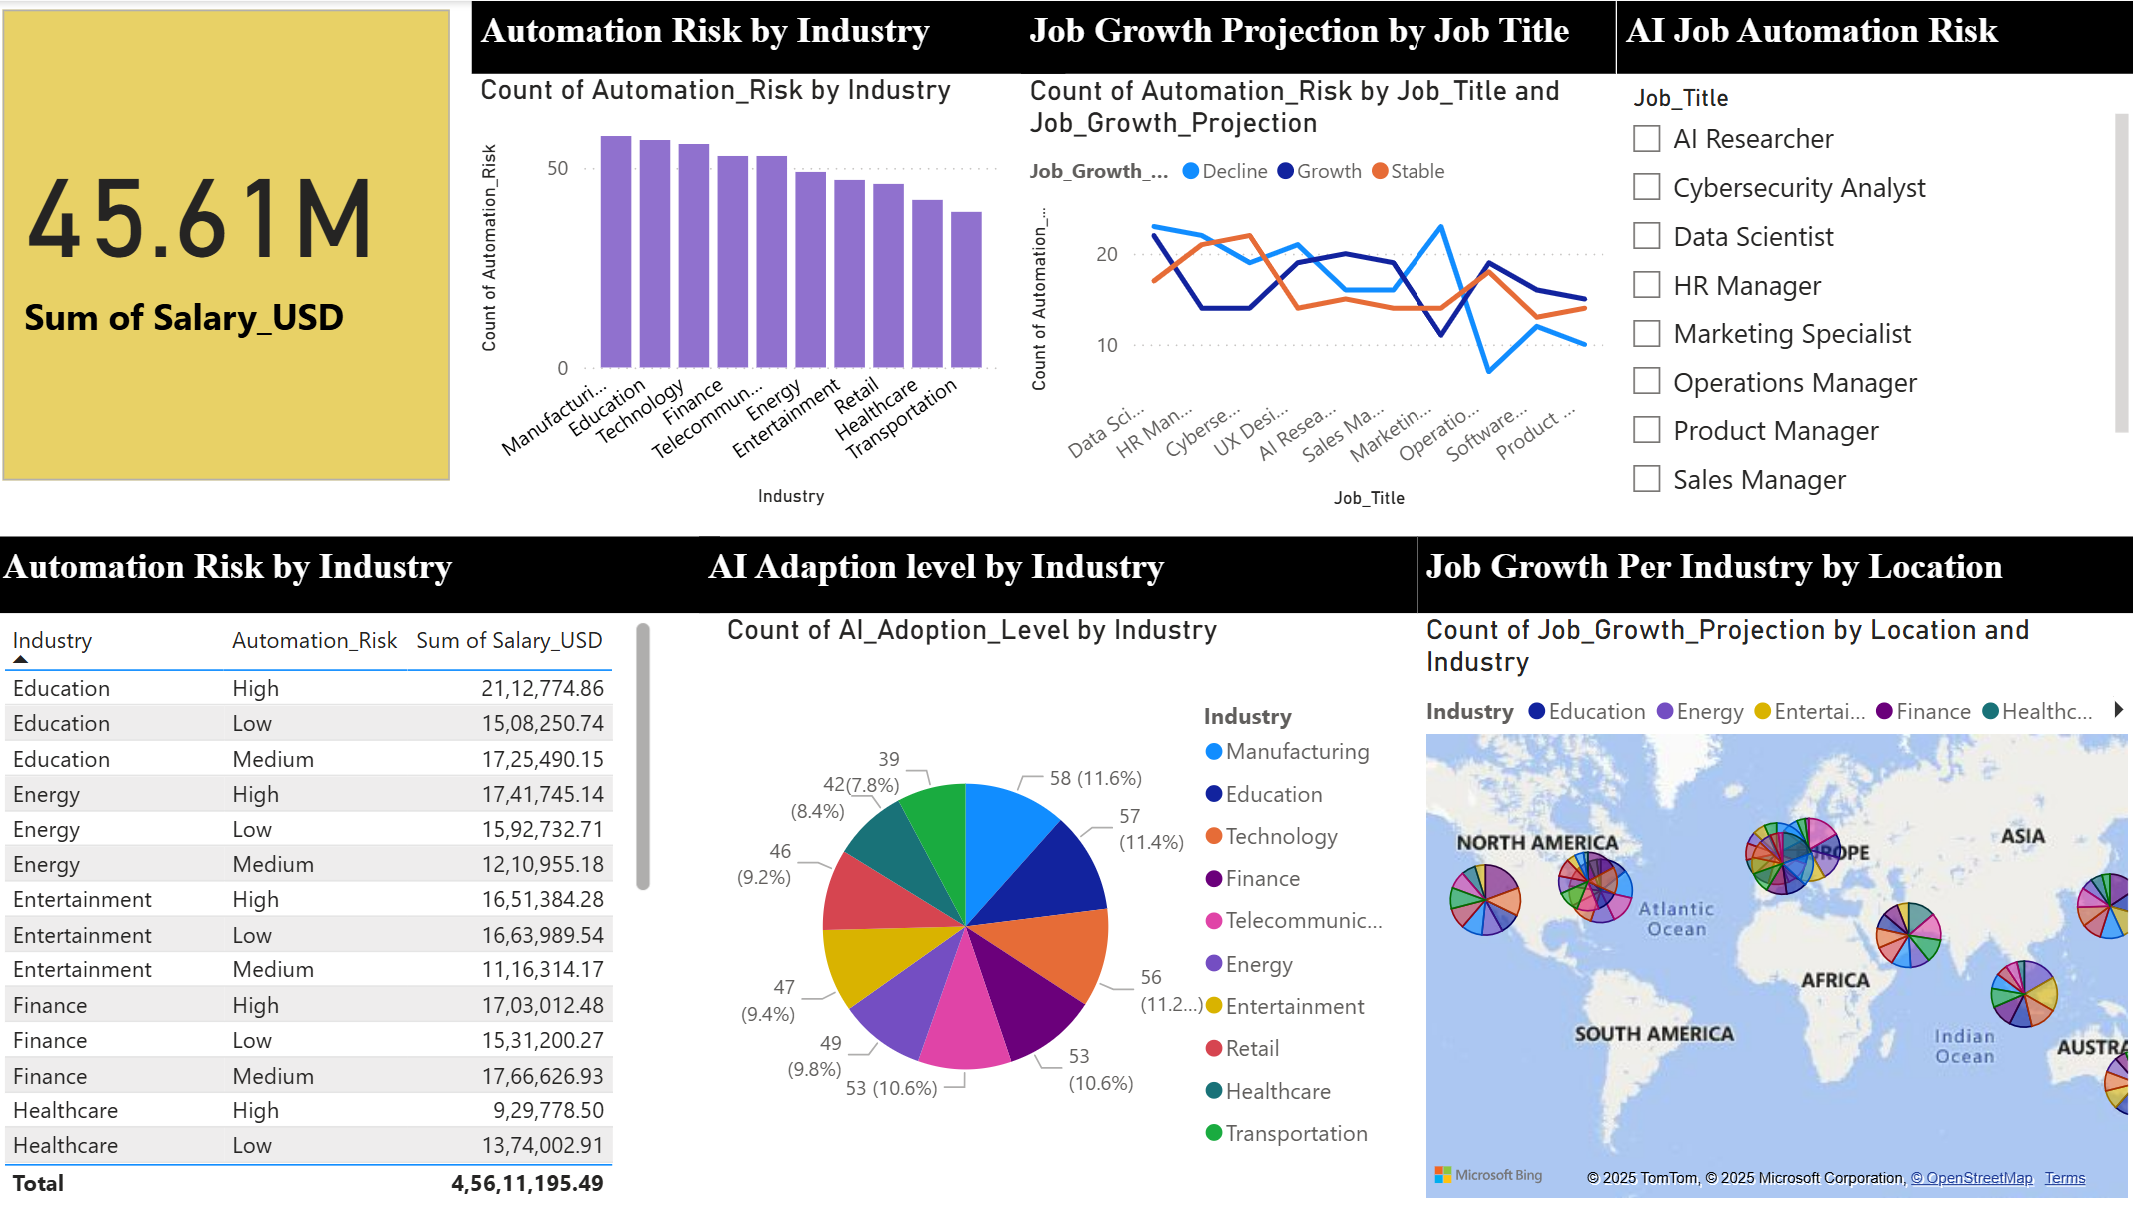 45.61M
Sum of Salary_USD
Automation Risk by Industry
Count of Automation_Risk by Industry
Count of Automation_Risk
50
0
Manufacturi...
Education
Technology
Finance
Telecommun...
Energy
Entertainment
Retail
Healthcare
Transportation
Industry
Job Growth Projection by Job Title
Count of Automation_Risk by Job_Title and
Job_Growth_Projection
Job_Growth_... Decline Growth Stable
Count of Automation_...
20
10
Data Sci...
HR Man...
Cyberse...
UX Desi...
AI Resea...
Sales Ma...
Marketin...
Operatio...
Software...
Product ...
Job_Title
AI Job Automation Risk
Job_Title
AI Researcher
Cybersecurity Analyst
Data Scientist
HR Manager
Marketing Specialist
Operations Manager
Product Manager
Sales Manager
Automation Risk by Industry
Industry Automation_Risk Sum of Salary_USD
Education High 21,12,774.86
Education Low 15,08,250.74
Education Medium 17,25,490.15
Energy High 17,41,745.14
Energy Low 15,92,732.71
Energy Medium 12,10,955.18
Entertainment High 16,51,384.28
Entertainment Low 16,63,989.54
Entertainment Medium 11,16,314.17
Finance High 17,03,012.48
Finance Low 15,31,200.27
Finance Medium 17,66,626.93
Healthcare High 9,29,778.50
Healthcare Low 13,74,002.91
Total 4,56,11,195.49
AI Adaption level by Industry
Count of AI_Adoption_Level by Industry
58 (11.6%)
57
(11.4%)
56
(11.2...)
53
(10.6%)
53 (10.6%)
49
(9.8%)
47
(9.4%)
46
(9.2%)
42
(8.4%)
39
(7.8%)
Industry
Manufacturing
Education
Technology
Finance
Telecommunic...
Energy
Entertainment
Retail
Healthcare
Transportation
Job Growth Per Industry by Location
Count of Job_Growth_Projection by Location and
Industry
Industry Education Energy Entertai... Finance Healthc...
NORTH AMERICA
ASIA
ROPE
Atlantic
Ocean
AFRICA
SOUTH AMERICA
Indian
Ocean
AUSTRA
Microsoft Bing
© 2025 TomTom, © 2025 Microsoft Corporation, © OpenStreetMap Terms